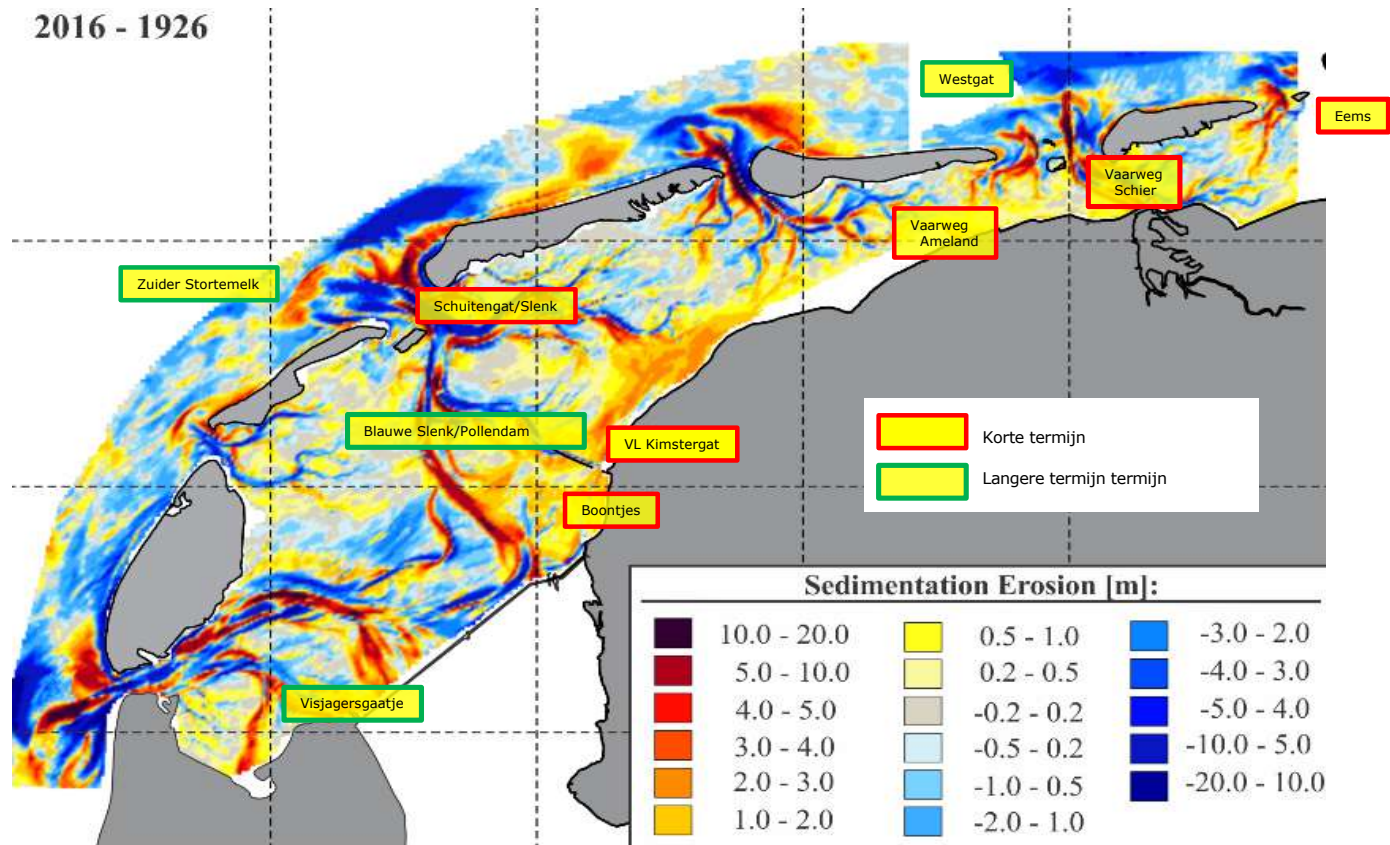 2016 - 1926
Westgat
Eems
Vaarweg
Schier
Vaarweg
Ameland
Zuider Stortemelk
Schuitengat/Slenk
Blauwe Slenk/Pollendam
VL Kimstergat
Korte termijn
Langere termijn termijn
Boontjes
Visjagersgaatje
Sedimentation Erosion [m]:
10.0 - 20.0
5.0 - 10.0
4.0 - 5.0
3.0 - 4.0
2.0 - 3.0
1.0 - 2.0
0.5 - 1.0
0.2 - 0.5
-0.2 - 0.2
-0.5 - 0.2
-1.0 - 0.5
-2.0 - 1.0
-3.0 - 2.0
-4.0 - 3.0
-5.0 - 4.0
-10.0 - 5.0
-20.0 - 10.0